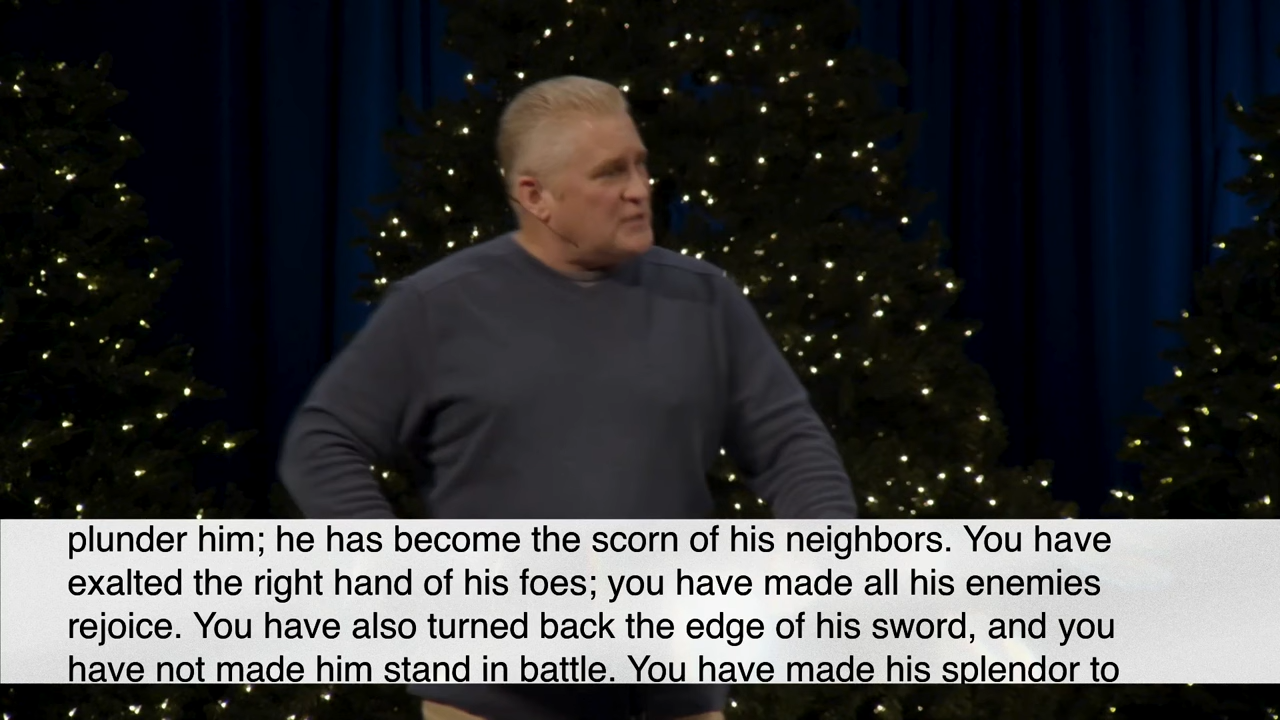 plunder him; he has become the scorn of his neighbors. You have
exalted the right hand of his foes; you have made all his enemies
rejoice. You have also turned back the edge of his sword, and you
have not made him stand in battle. You have made his splendor to